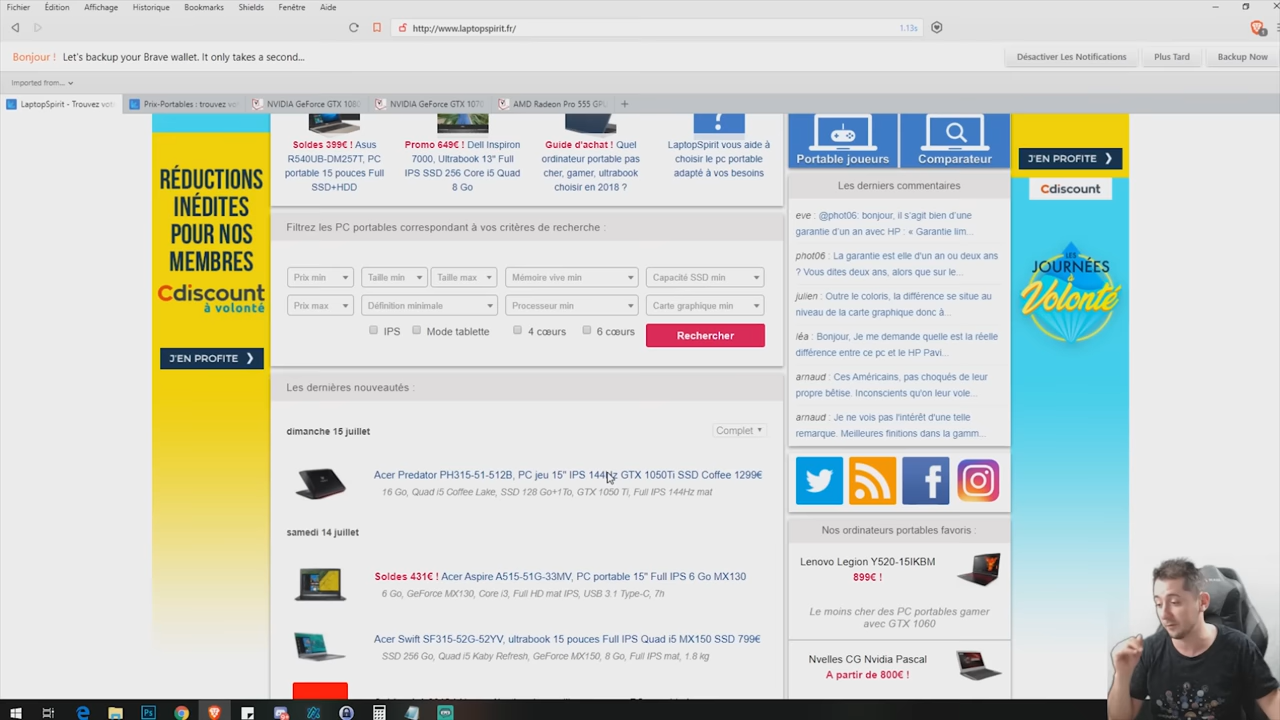 Fichier Édition Affichage Historique Bookmarks Shields Fenêtre Aide
http://www.laptopspirit.fr/ 1.13s
Bonjour ! Let's backup your Brave wallet. It only takes a second... Désactiver Les Notifications Plus Tard Backup Now
Imported from...
LaptopSpirit - Trouvez vot Prix-Portables : trouvez vo NVIDIA GeForce GTX 1080 NVIDIA GeForce GTX 1070 AMD Radeon Pro 555 GPU
RÉDUCTIONS
INÉDITES
POUR NOS
MEMBRES
Cdiscount
à volonté
J'EN PROFITE
Soldes 399€ ! Asus
R540UB-DM257T, PC
portable 15 pouces Full
SSD+HDD
Promo 649€ ! Dell Inspiron
7000, Ultrabook 13" Full
IPS SSD 256 Core i5 Quad
8 Go
Guide d'achat ! Quel
ordinateur portable pas
cher, gamer, ultrabook
choisir en 2018 ?
?
LaptopSpirit vous aide à
choisir le pc portable
adapté à vos besoins
Filtrez les PC portables correspondant à vos critères de recherche :
Prix min Taille min Taille max Mémoire vive min Capacité SSD min
Prix max Définition minimale Processeur min Carte graphique min
IPS Mode tablette 4 cœurs 6 cœurs Rechercher
Les dernières nouveautés :
dimanche 15 juillet Complet
Acer Predator PH315-51-512B, PC jeu 15" IPS 144Hz GTX 1050Ti SSD Coffee 1299€
16 Go, Quad i5 Coffee Lake, SSD 128 Go+1To, GTX 1050 Ti, Full IPS 144Hz mat
samedi 14 juillet
Soldes 431€ ! Acer Aspire A515-51G-33MV, PC portable 15" Full IPS 6 Go MX130
6 Go, GeForce MX130, Core i3, Full HD mat IPS, USB 3.1 Type-C, 7h
Acer Swift SF315-52G-52YV, ultrabook 15 pouces Full IPS Quad i5 MX150 SSD 799€
SSD 256 Go, Quad i5 Kaby Refresh, GeForce MX150, 8 Go, Full IPS mat, 1.8 kg
Portable joueurs Comparateur
Les derniers commentaires
eve : @phot06: bonjour, il s'agit bien d'une
garantie d'un an avec HP : « Garantie lim...
phot06 : La garantie est elle d'un an ou deux ans
? Vous dites deux ans, alors que sur le...
julien : Outre le coloris, la différence se situe au
niveau de la carte graphique donc à...
léa : Bonjour, Je me demande quelle est la réelle
différence entre ce pc et le HP Pavi...
arnaud : Ces Américains, pas choqués de leur
propre bêtise. Inconscients qu'on leur vole...
arnaud : Je ne vois pas l'intérêt d'une telle
remarque. Meilleures finitions dans la gamm...
Nos ordinateurs portables favoris :
Lenovo Legion Y520-15IKBM
899€ !
Le moins cher des PC portables gamer
avec GTX 1060
Nvelles CG Nvidia Pascal
A partir de 800€ !
J'EN PROFITE
Cdiscount
LES
JOURNÉES
à Volonté